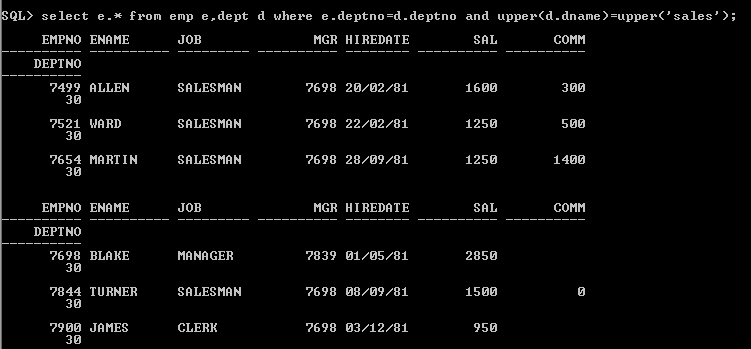 SQL> select e.* from emp e,dept d where e.deptno=d.deptno and upper(d.dname)=upper('sales');
EMPNO ENAME JOB MGR HIREDATE SAL COMM
---------- ---------- --------- ---------- -------- ---------- ----------
DEPTNO
----------
7499 ALLEN SALESMAN 7698 20/02/81 1600 300
30
7521 WARD SALESMAN 7698 22/02/81 1250 500
30
7654 MARTIN SALESMAN 7698 28/09/81 1250 1400
30
EMPNO ENAME JOB MGR HIREDATE SAL COMM
---------- ---------- --------- ---------- -------- ---------- ----------
DEPTNO
----------
7698 BLAKE MANAGER 7839 01/05/81 2850
30
7844 TURNER SALESMAN 7698 08/09/81 1500 0
30
7900 JAMES CLERK 7698 03/12/81 950
30